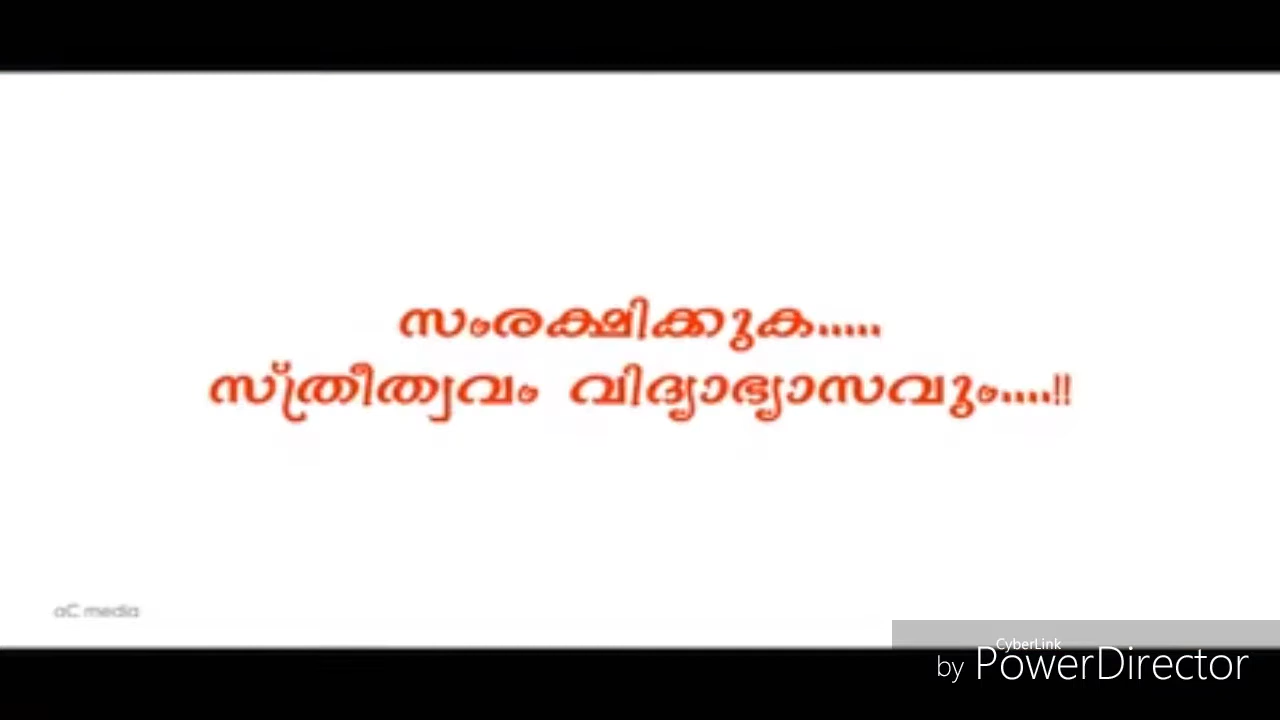 സംരക്ഷിക്കുക.....
സ്ത്രീത്വവം വിദ്യാഭ്യാസവും....!!
aC media
CyberLink
by PowerDirector